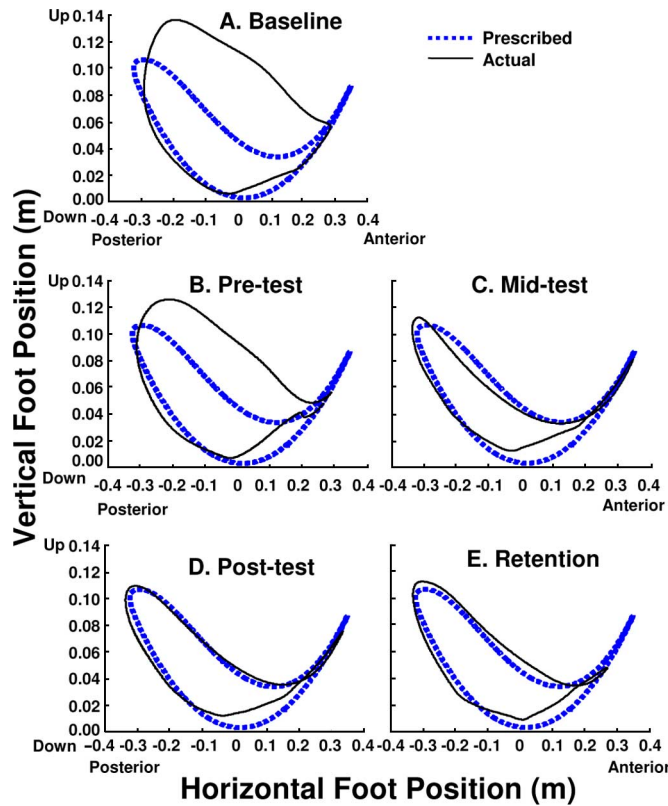 A. Baseline
Prescribed
Actual
Up 0.14
0.12
0.10
0.08
0.06
0.04
0.02
0.00
Down -0.4 -0.3 -0.2 -0.1 0 0.1 0.2 0.3 0.4
Posterior Anterior
B. Pre-test
Up 0.14
0.12
0.10
0.08
0.06
0.04
0.02
0.00
Down -0.4 -0.3 -0.2 -0.1 0 0.1 0.2 0.3 0.4
Posterior
C. Mid-test
-0.4 -0.3 -0.2 -0.1 0 0.1 0.2 0.3 0.4
Anterior
D. Post-test
Up 0.14
0.12
0.10
0.08
0.06
0.04
0.02
0.00
Down -0.4 -0.3 -0.2 -0.1 0 0.1 0.2 0.3 0.4
Posterior
E. Retention
-0.4 -0.3 -0.2 -0.1 0 0.1 0.2 0.3 0.4
Anterior
Vertical Foot Position (m)
Horizontal Foot Position (m)